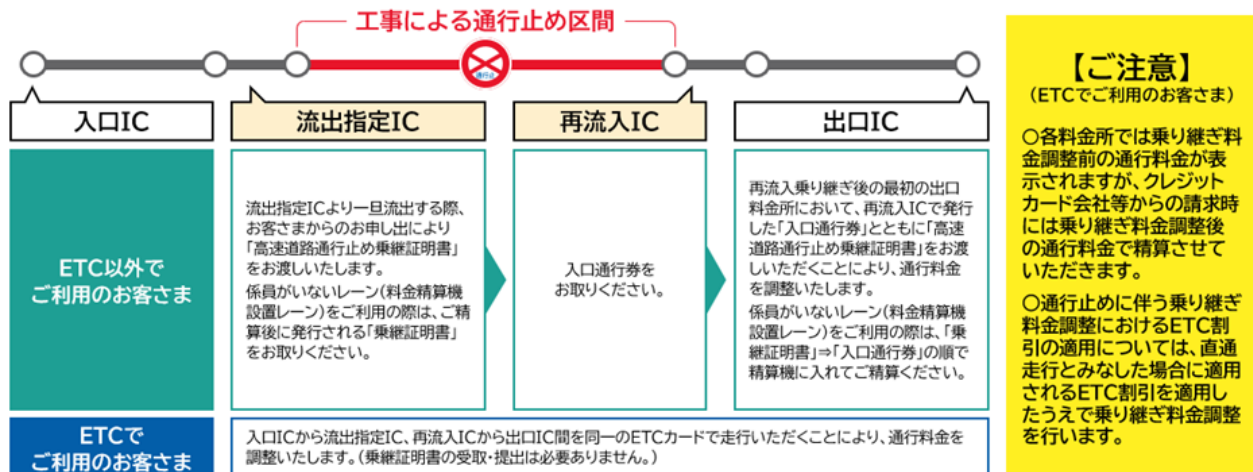 工事による通行止め区間
通行止
入口IC
流出指定IC
再流入IC
出口IC
ETC以外で
ご利用のお客さま
流出指定ICより一旦流出する際、
お客さまからのお申し出により
「高速道路通行止め乗継証明書」
をお渡しいたします。
係員がいないレーン(料金精算機
設置レーン)をご利用の際は、ご精
算後に発行される「乗継証明書」
をお取りください。
入口通行券を
お取りください。
再流入乗り継ぎ後の最初の出口
料金所において、再流入ICで発行
した「入口通行券」とともに「高速
道路通行止め乗継証明書」をお渡
しいただくことにより、通行料金
を調整いたします。
係員がいないレーン(料金精算機
設置レーン)をご利用の際は、「乗
継証明書」⇒「入口通行券」の順で
精算機に入れてご精算ください。
ETCで
ご利用のお客さま
入口ICから流出指定IC、再流入ICから出口IC間を同一のETCカードで走行いただくことにより、通行料金を
調整いたします。(乗継証明書の受取・提出は必要ありません。)
【ご注意】
(ETCでご利用のお客さま)
○各料金所では乗り継ぎ料
金調整前の通行料金が表
示されますが、クレジット
カード会社等からの請求時
には乗り継ぎ料金調整後
の通行料金で精算させて
いただきます。
○通行止めに伴う乗り継ぎ
料金調整におけるETC割
引の適用については、直通
走行とみなした場合に適用
されるETC割引を適用し
たうえで乗り継ぎ料金調整
を行います。